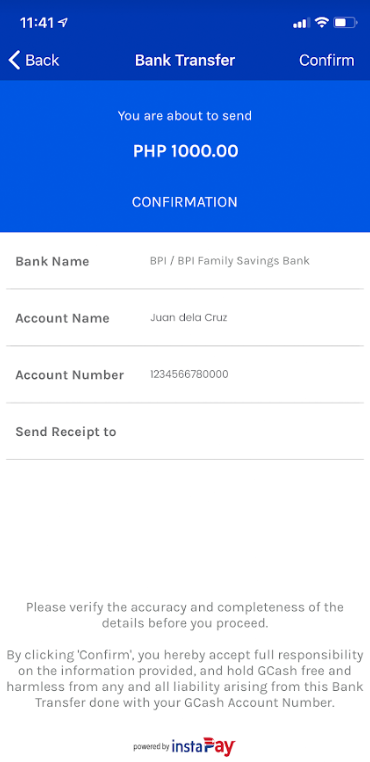 11:41
Back Bank Transfer Confirm
You are about to send
PHP 1000.00
CONFIRMATION
Bank Name BPI / BPI Family Savings Bank
Account Name Juan dela Cruz
Account Number 1234566780000
Send Receipt to
Please verify the accuracy and completeness of the
details before you proceed.
By clicking 'Confirm', you hereby accept full responsibility
on the information provided, and hold GCash free and
harmless from any and all liability arising from this Bank
Transfer done with your GCash Account Number.
powered by instaPay